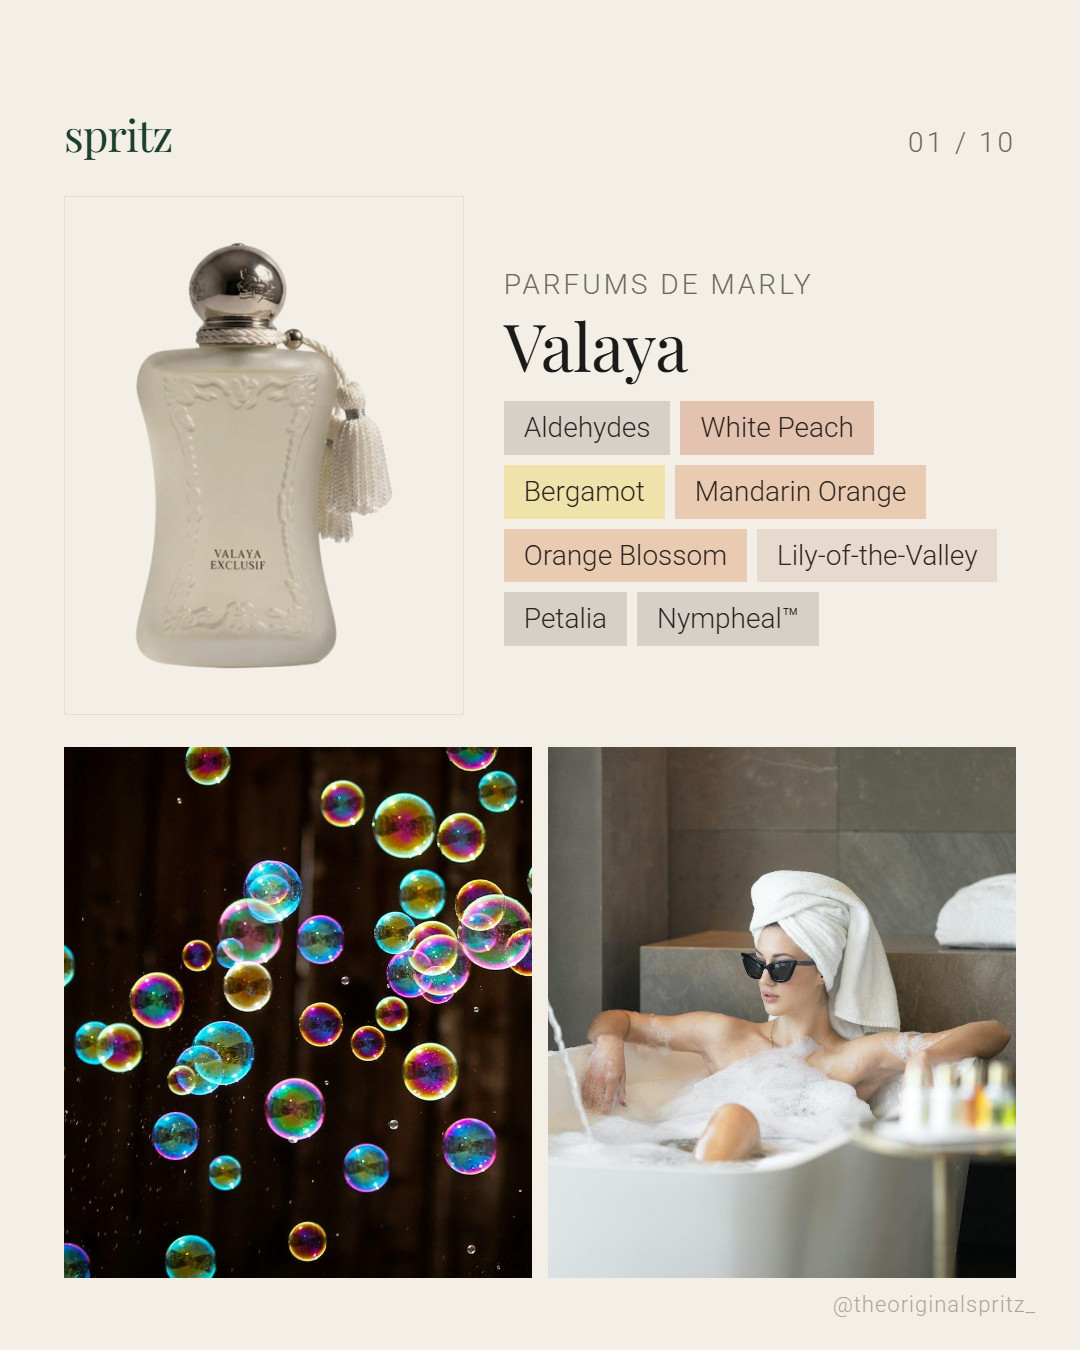 spritz
01 / 10
PARFUMS DE MARLY
Valaya
Aldehydes
White Peach
Bergamot
Mandarin Orange
Orange Blossom
Lily-of-the-Valley
Petalia
Nympheal™
VALAYA
EXCLUSIF
@theoriginalspritz_